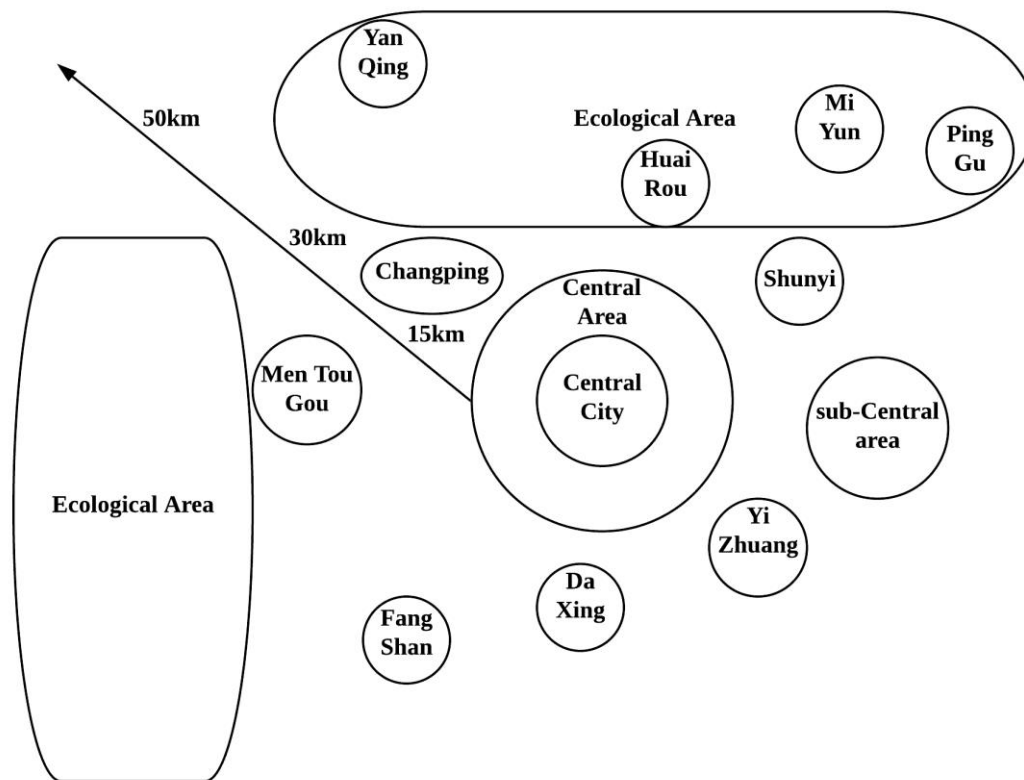 Yan
Qing
50km
Ecological Area
Mi
Yun
Ping
Gu
Huai
Rou
30km
Changping
Shunyi
Central
Area
15km
Men Tou
Gou
Central
City
sub-Central
area
Ecological Area
Yi
Zhuang
Da
Xing
Fang
Shan